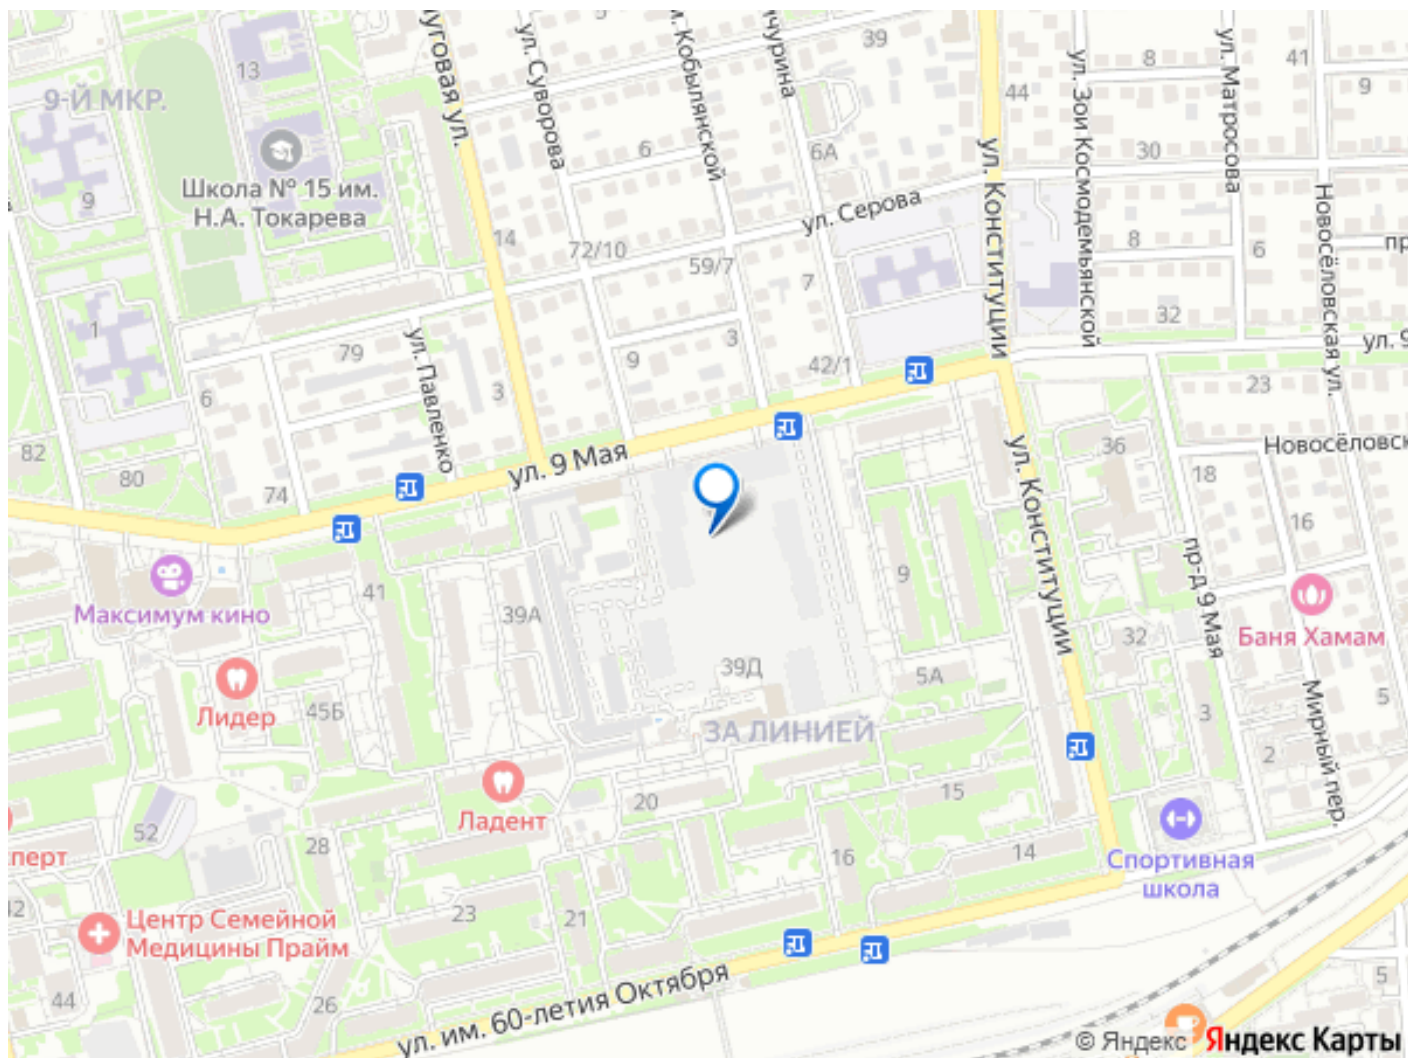 39
13
9-Й МКР.
ул. Суворова
44
ул. Зои Космодемьянской
8
ул. Матросова
41
9
6
6А
30
ул. Конституции
Школа № 15 им.
Н.А. Токарева
9
ул. Серова
Новосёловская ул.
14
72/10
59/7
7
8
6
пр
1
79
ул. Павленко
3
9
3
42/1
32
ул. 9
6
3
23
82
80
74
ул. 9 Мая
ул. Конституции
36
18
Новосёловск
16
Максимум кино
41
39А
9
пр-д 9 Мая
Баня Хамам
32
39Д
5А
Лидер
45Б
ЗА ЛИНИЕЙ
3
Мирный пер.
5
2
20
15
Ладент
52
28
16
14
Спортивная
школа
сперт
Центр Семейной
Медицины Прайм
23
21
44
26
ул. им. 60-летия Октября
5
© Яндекс Яндекс Карты